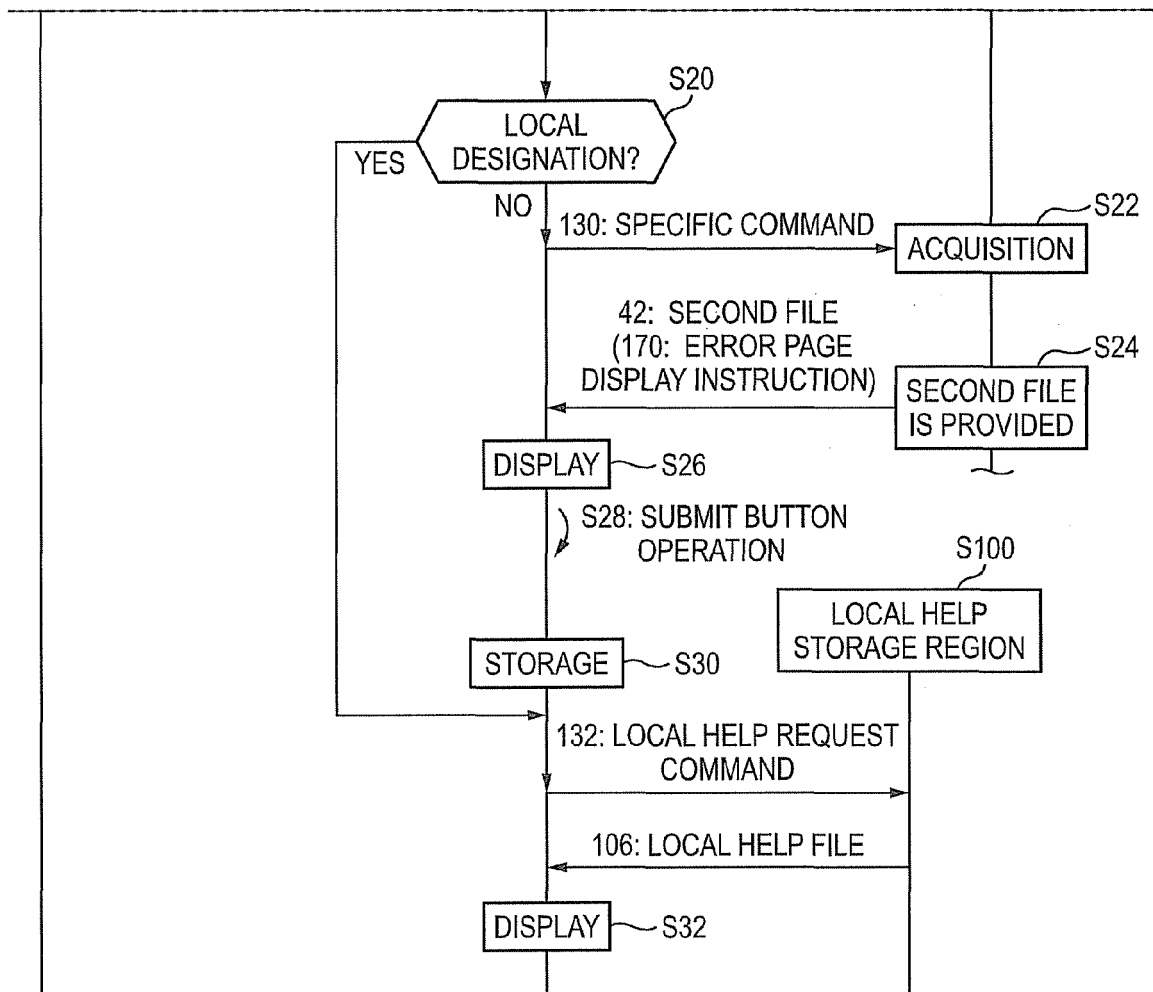 S20
LOCAL
DESIGNATION?
YES
NO
130: SPECIFIC COMMAND
S22
ACQUISITION
42: SECOND FILE
(170: ERROR PAGE
DISPLAY INSTRUCTION)
S24
SECOND FILE
IS PROVIDED
DISPLAY
S26
S28: SUBMIT BUTTON
OPERATION
S100
LOCAL HELP
STORAGE REGION
STORAGE
S30
132: LOCAL HELP REQUEST
COMMAND
106: LOCAL HELP FILE
DISPLAY
S32